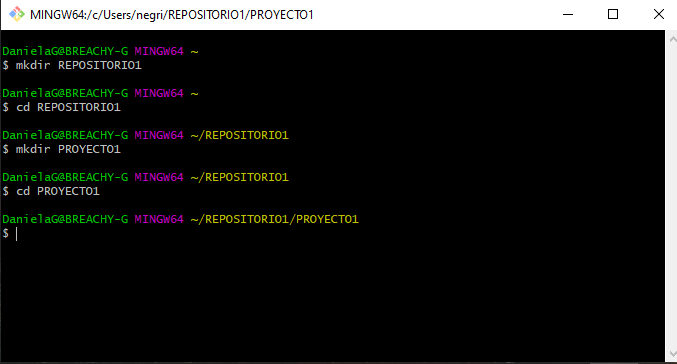 MINGW64:/c/Users/negri/REPOSITORIO1/PROYECTO1
DanielaG@BREACHY-G MINGW64 ~
$ mkdir REPOSITORIO1
DanielaG@BREACHY-G MINGW64 ~
$ cd REPOSITORIO1
DanielaG@BREACHY-G MINGW64 ~/REPOSITORIO1
$ mkdir PROYECTO1
DanielaG@BREACHY-G MINGW64 ~/REPOSITORIO1
$ cd PROYECTO1
DanielaG@BREACHY-G MINGW64 ~/REPOSITORIO1/PROYECTO1
$